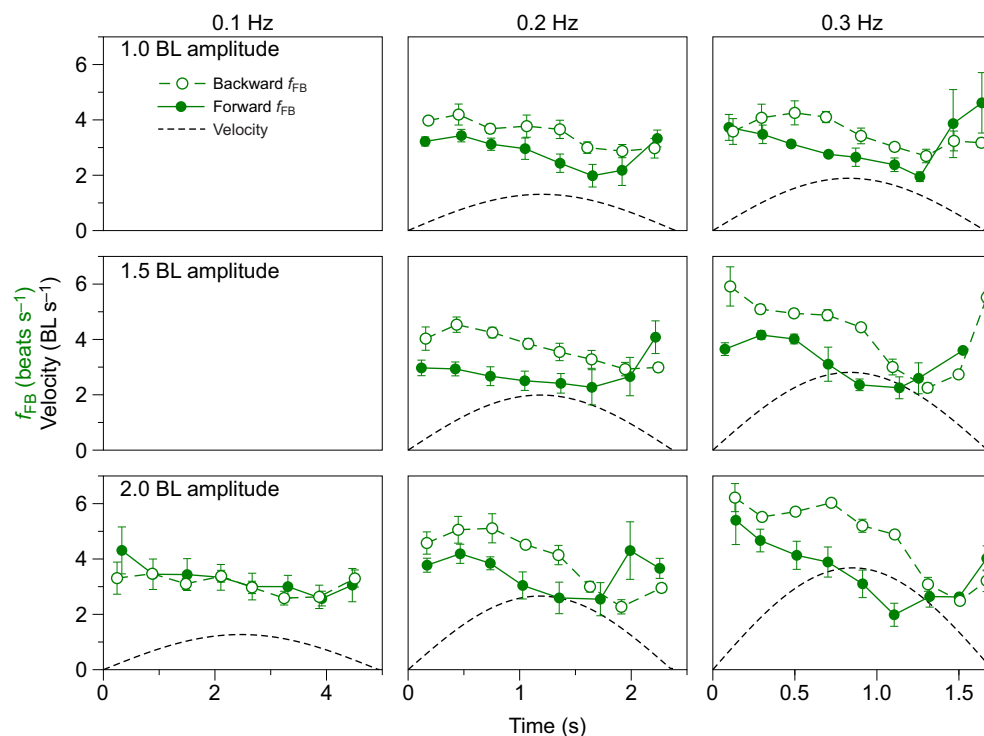 0.1 Hz 0.2 Hz 0.3 Hz
1.0 BL amplitude
Backward fFB
Forward fFB
Velocity
6
4
2
0
1.5 BL amplitude
6
4
2
0
fFB (beats s–1)
Velocity (BL s–1)
2.0 BL amplitude
6
4
2
0
0 2 4 0 1 2 0 0.5 1.0 1.5
Time (s)